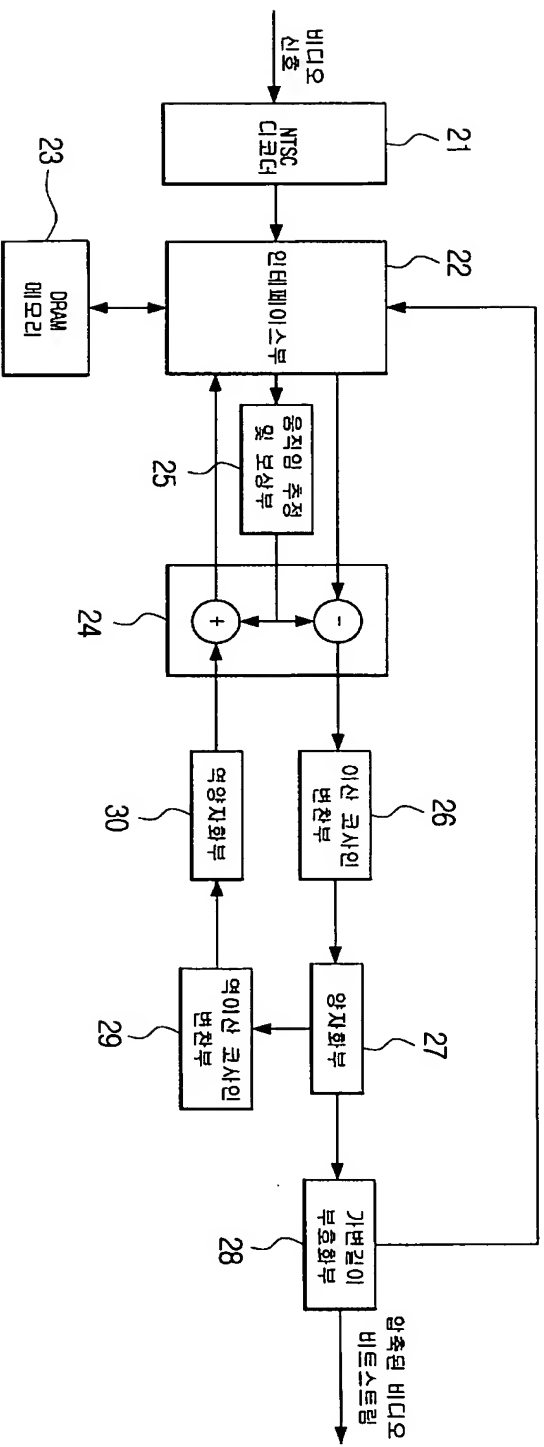 비디오
신호
21
NTSC
디코더
22
인테페이스부
23
DRAM
메모리
25
움직임 추정
및 보상부
24
-
+
26
이산 코사인
변환부
27
양자화부
30
역양자화부
29
역이산 코사인
변환부
28
가변길이
부호화부
압축된 비디오
비트스트림